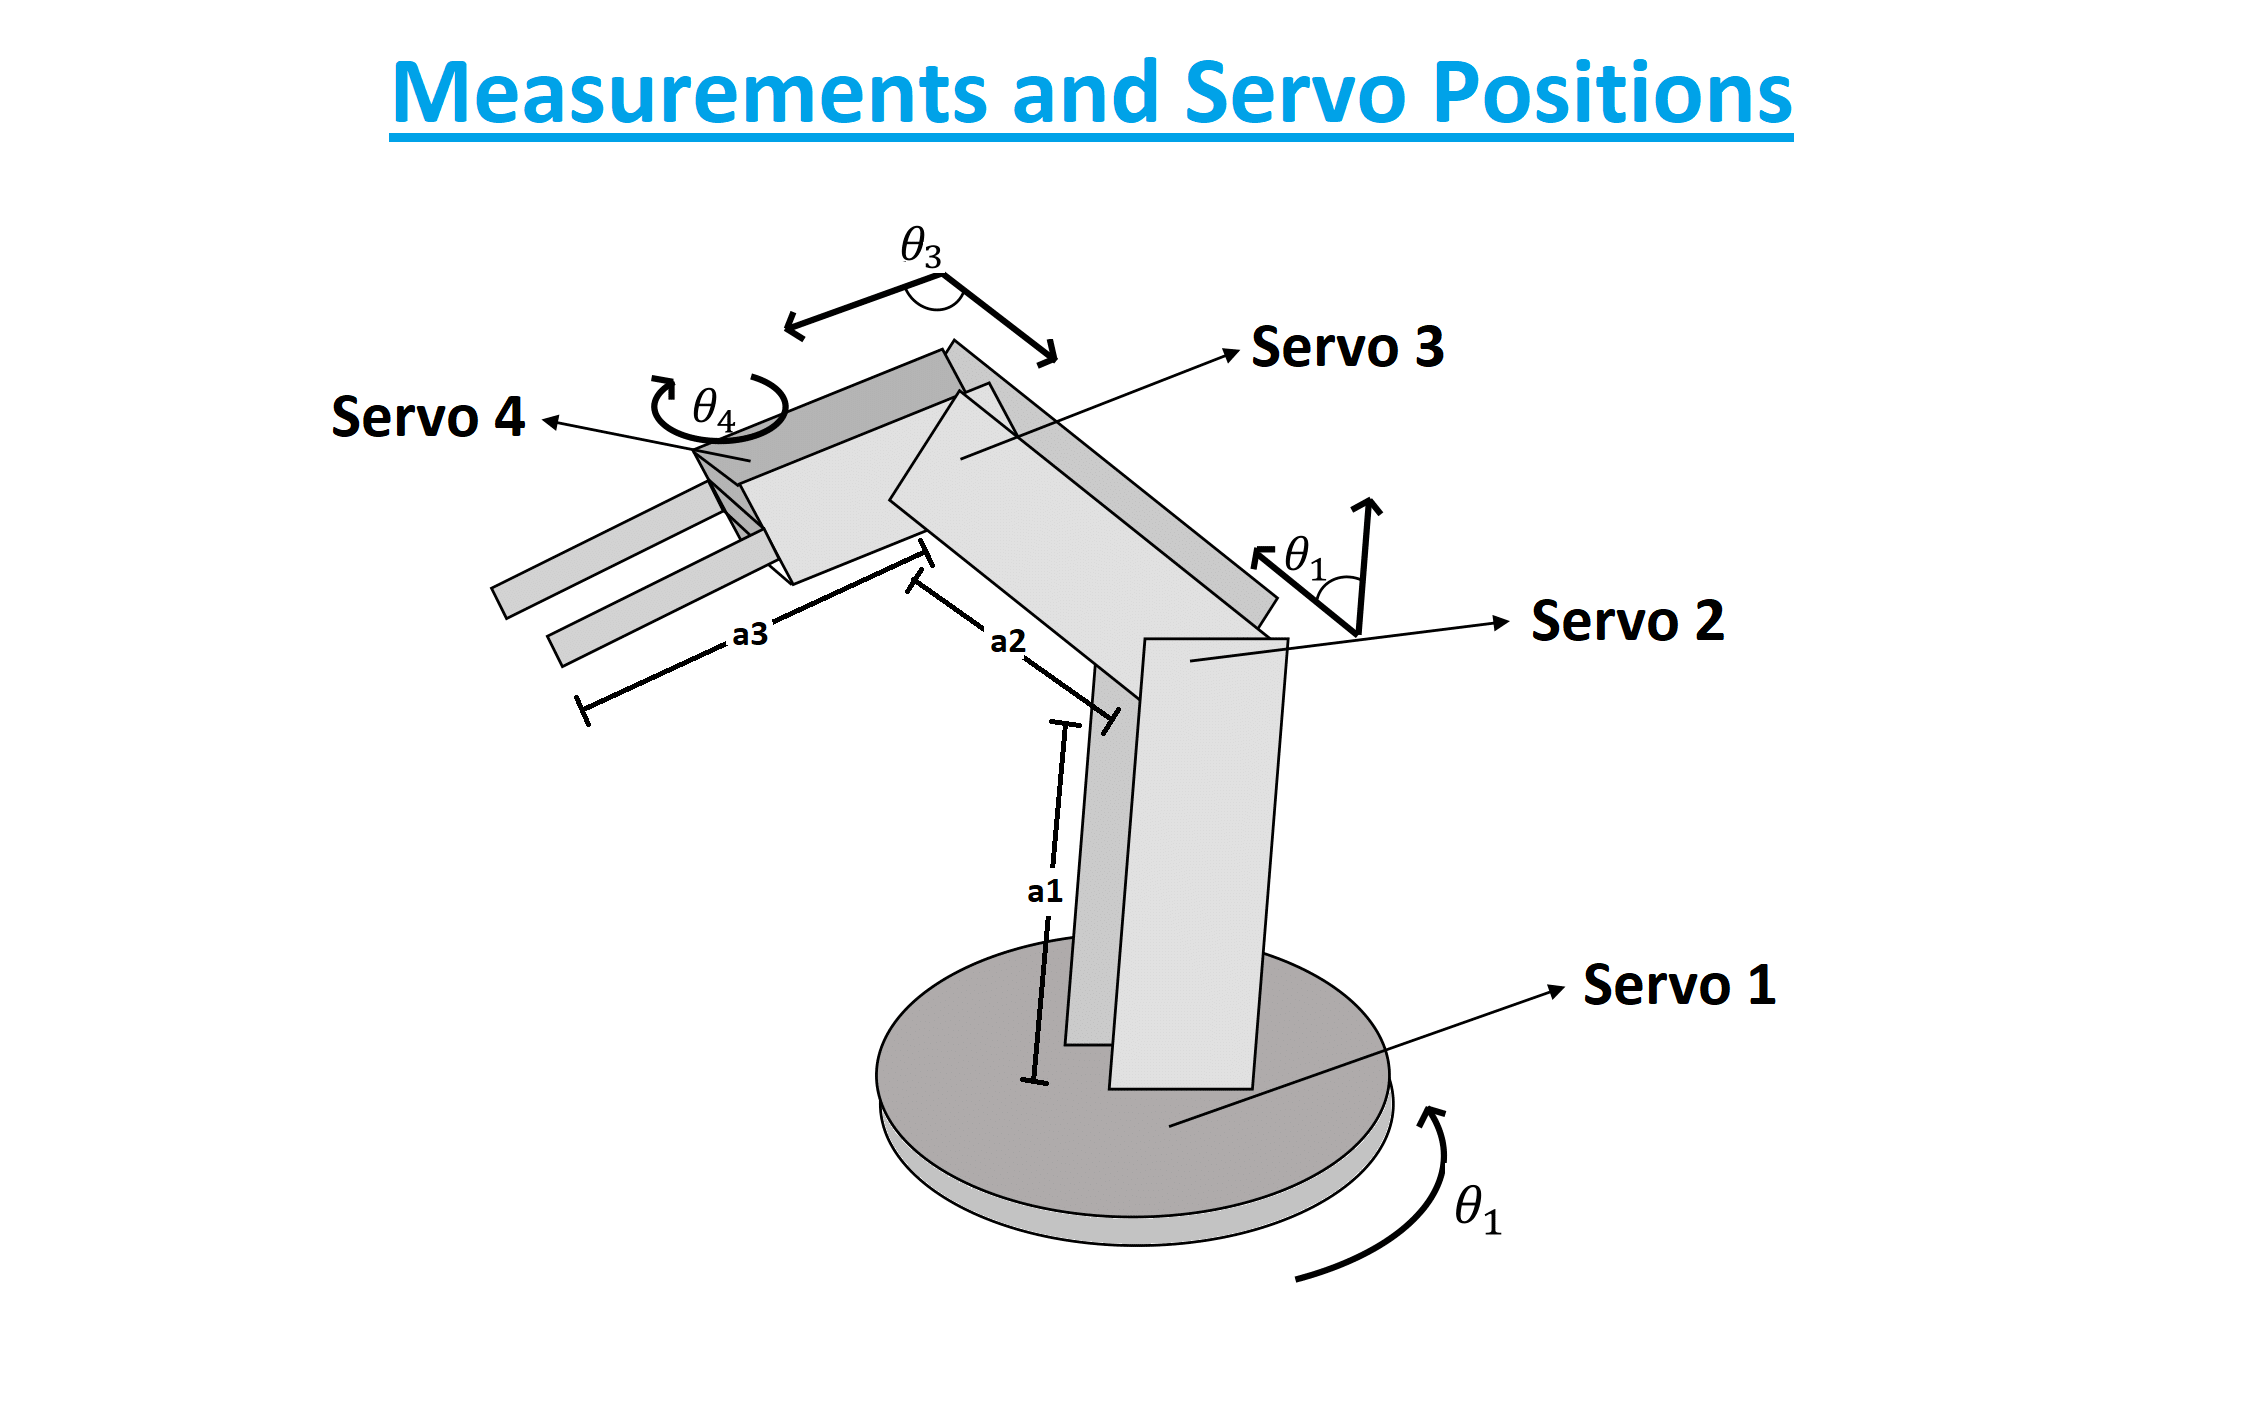 Measurements and Servo Positions
θ3
Servo 3
θ4
Servo 4
θ1
Servo 2
a3
a2
a1
Servo 1
θ1